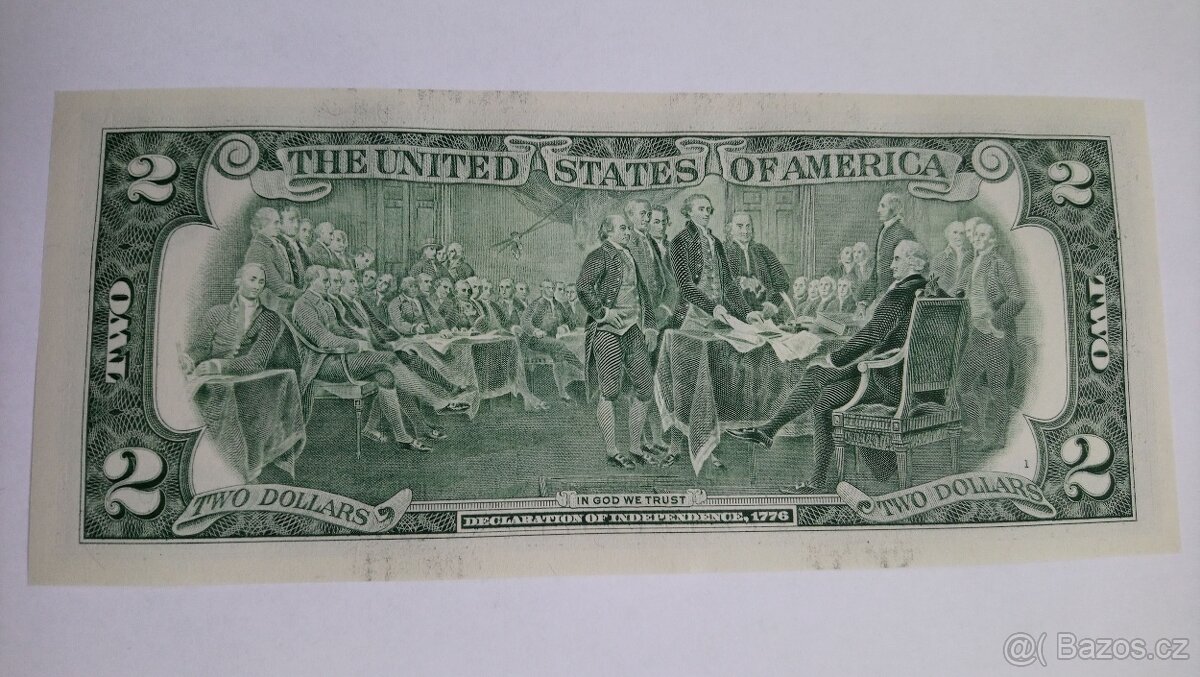 THE UNITED STATES OF AMERICA
2
2
TWO
TWO
2
2
1
TWO DOLLARS
TWO DOLLARS
IN GOD WE TRUST
DECLARATION OF INDEPENDENCE, 1776
@( Bazos.cz